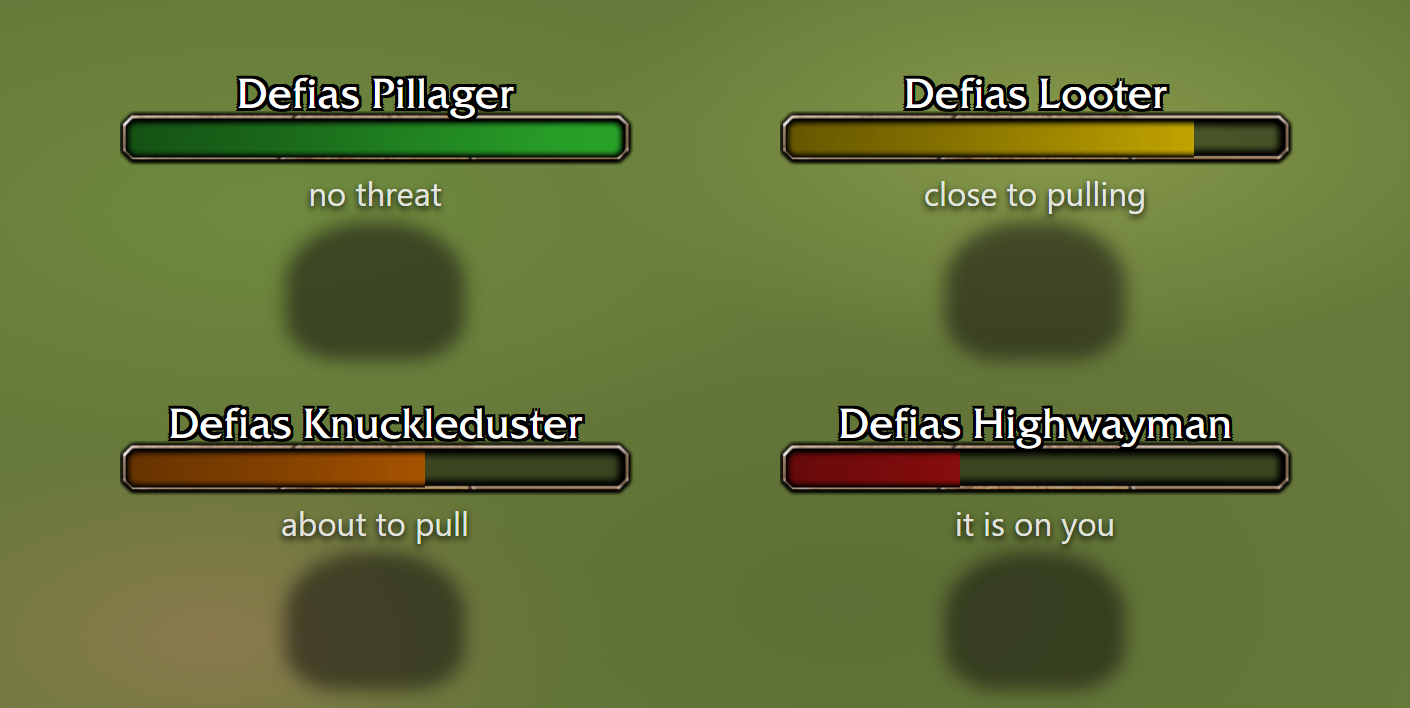 Defias Pillager
no threat
Defias Looter
close to pulling
Defias Knuckleduster
about to pull
Defias Highwayman
it is on you